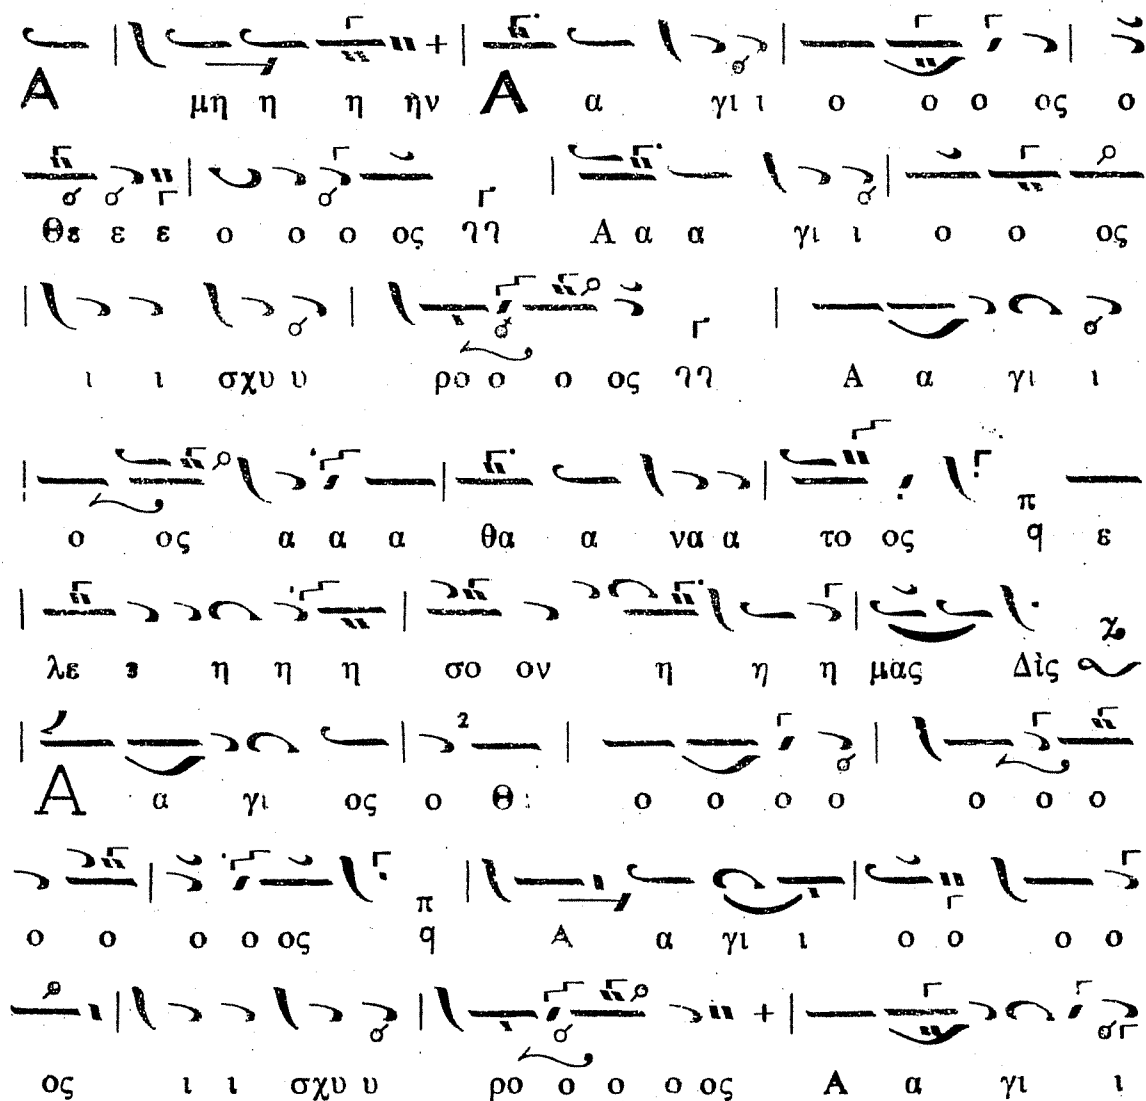 Α μη η η ην Α α γι ι ο ο ο ος ο
Θε ε ε ο ο ο ος Α α α γι ι ο ο ος
ι ι σχυ υ ρο ο ο ος Α α γι ι
ο ος α α α θα α να α το ος π q ε
λε ε η η η σο ον η η η μας Δὶς
Α α γι ος ο Θ: ο ο ο ο ο ο ο
ο ο ο ο ος π q Α α γι ι ο ο ο ο
ος ι ι σχυ υ ρο ο ο ο ος Α α γι ι